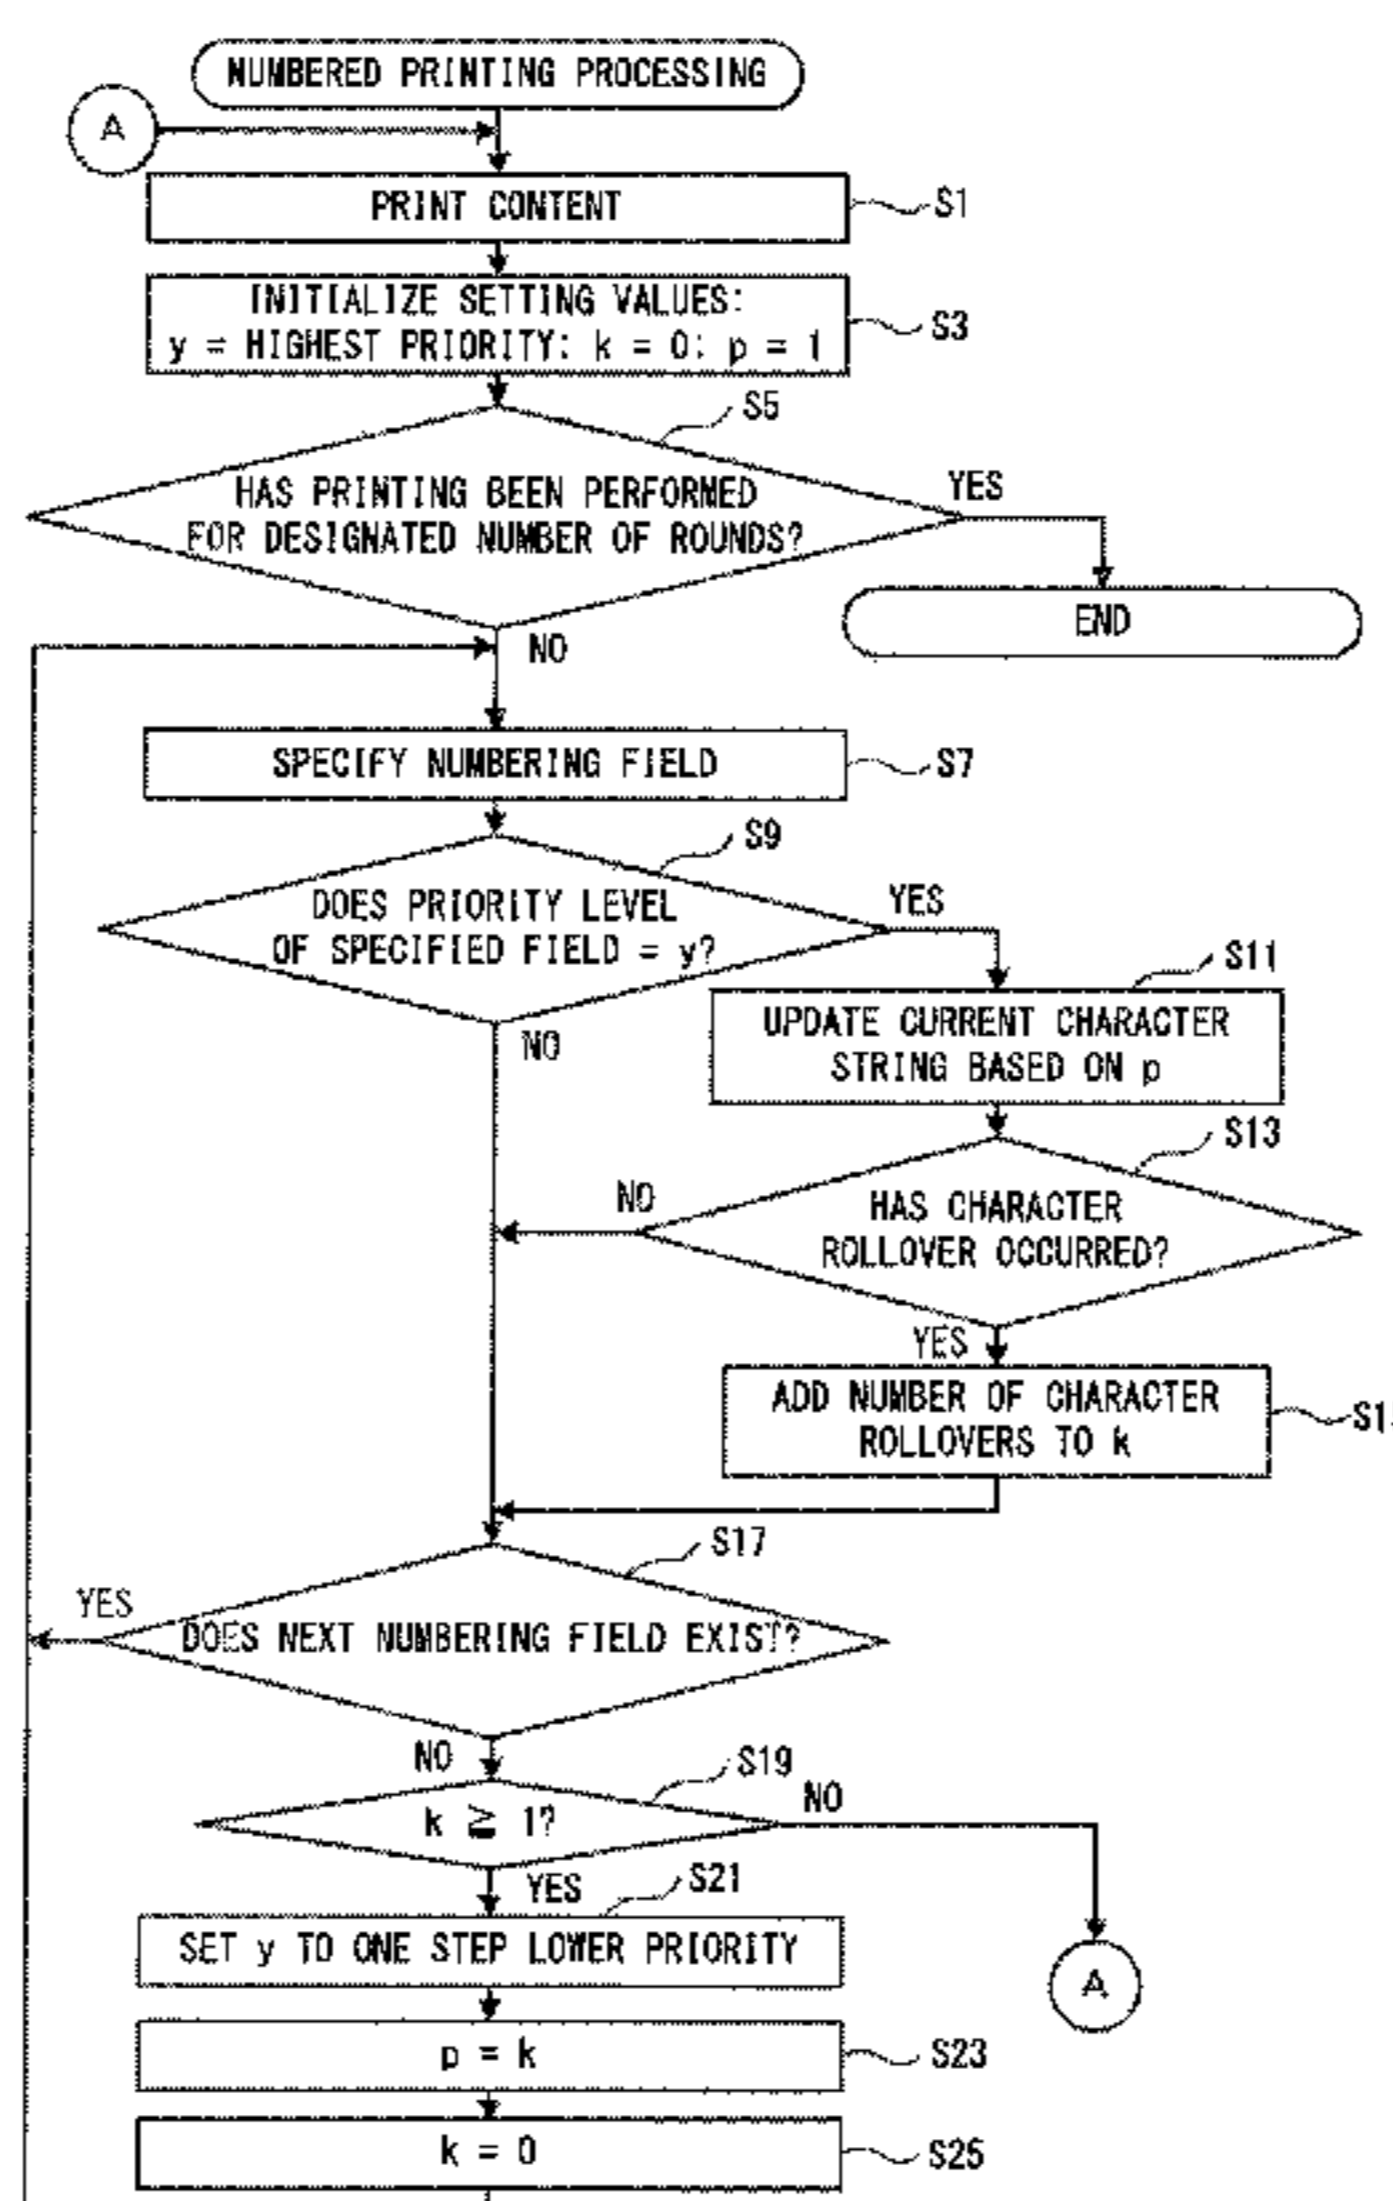 NUMBERED PRINTING PROCESSING
A
PRINT CONTENT
S1
INITIALIZE SETTING VALUES:
y = HIGHEST PRIORITY: k = 0: p = 1
S3
S5
HAS PRINTING BEEN PERFORMED
FOR DESIGNATED NUMBER OF ROUNDS?
YES
END
NO
SPECIFY NUMBERING FIELD
S7
S9
DOES PRIORITY LEVEL
OF SPECIFIED FIELD = y?
YES
NO
S11
UPDATE CURRENT CHARACTER
STRING BASED ON p
S13
HAS CHARACTER
ROLLOVER OCCURRED?
NO
YES
ADD NUMBER OF CHARACTER
ROLLOVERS TO k
S17
DOES NEXT NUMBERING FIELD EXIST?
YES
NO
S19
k ≧ 1?
NO
YES
S21
SET y TO ONE STEP LOWER PRIORITY
A
p = k
S23
k = 0
S25